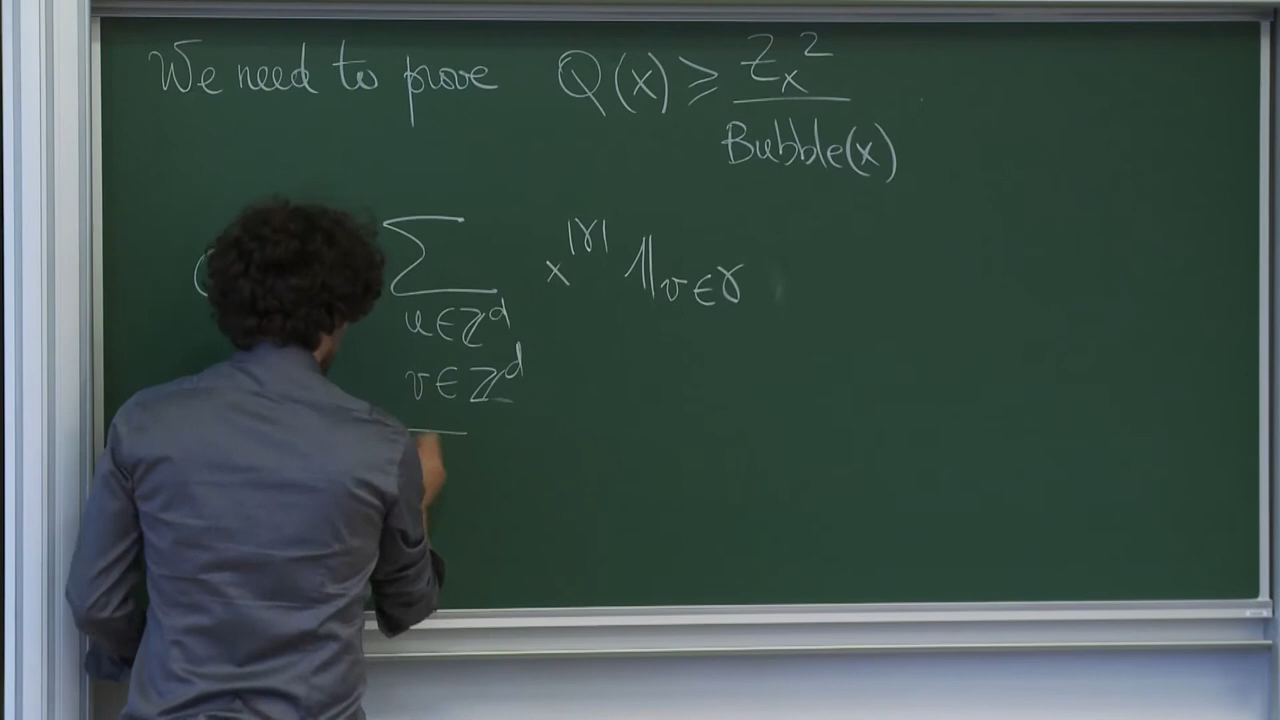 We need to prove Q(x) ≥ Z_x^2 / Bubble(x)
∑ x^{|γ|} 𝟙_{v∈γ}
u∈ℤ^d
v∈ℤ^d